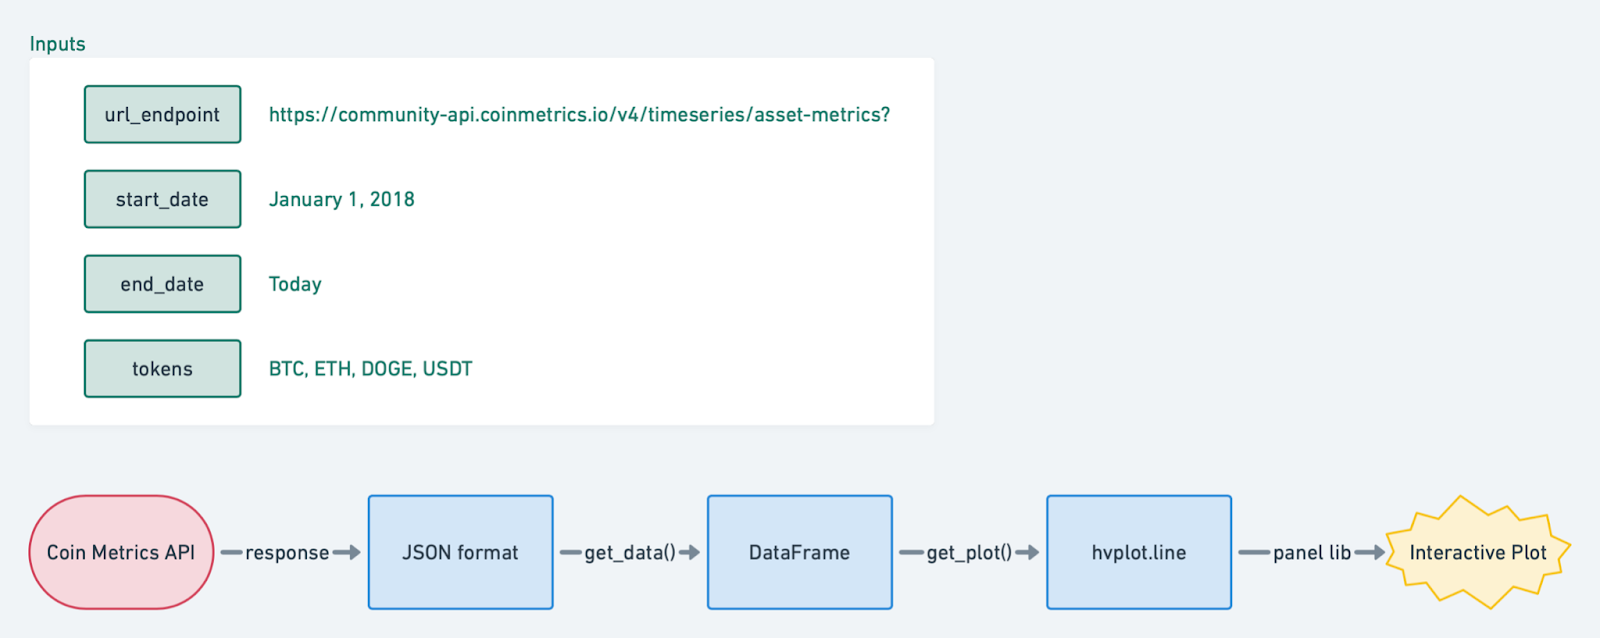 Inputs
url_endpoint https://community-api.coinmetrics.io/v4/timeseries/asset-metrics?
start_date January 1, 2018
end_date Today
tokens BTC, ETH, DOGE, USDT
Coin Metrics API response JSON format get_data() DataFrame get_plot() hvplot.line panel lib Interactive Plot